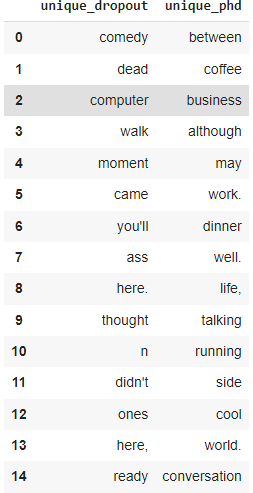 unique_dropout unique_phd
0 comedy between
1 dead coffee
2 computer business
3 walk although
4 moment may
5 came work.
6 you'll dinner
7 ass well.
8 here. life,
9 thought talking
10 n running
11 didn't side
12 ones cool
13 here, world.
14 ready conversation